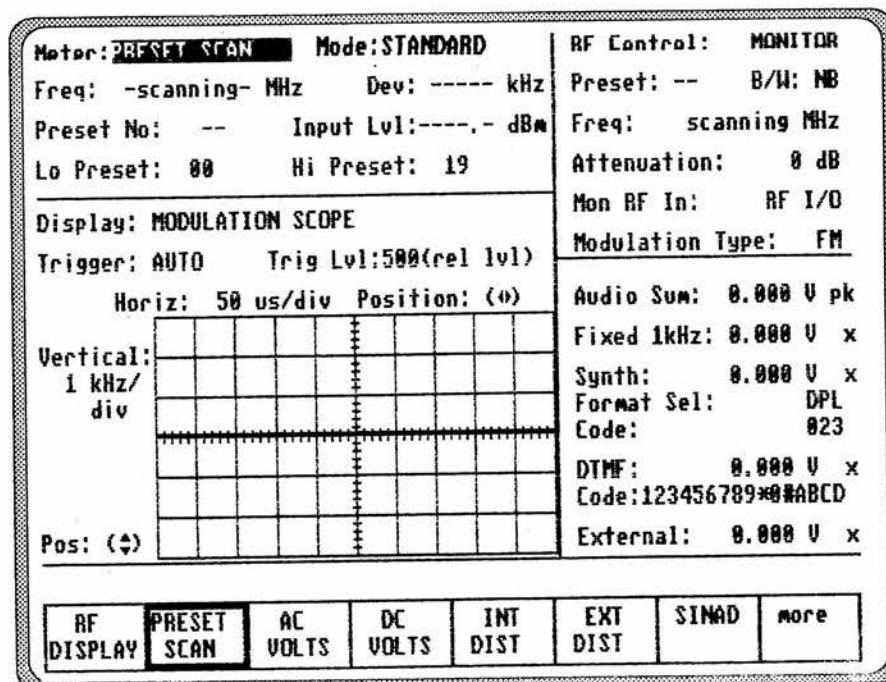 Meter: PRESET SCAN Mode:STANDARD
Freq: -scanning- MHz Dev: ----- kHz
Preset No: -- Input Lvl:----.- dBm
Lo Preset: 00 Hi Preset: 19
Display: MODULATION SCOPE
Trigger: AUTO Trig Lvl:500(rel lvl)
Horiz: 50 us/div Position: (↔)
Vertical:
1 kHz/
div
Pos: (↕)
RF Control: MONITOR
Preset: -- B/W: NB
Freq: scanning MHz
Attenuation: 0 dB
Mon RF In: RF I/O
Modulation Type: FM
Audio Sum: 0.000 V pk
Fixed 1kHz: 0.000 V x
Synth: 0.000 V x
Format Sel: DPL
Code: 023
DTMF: 0.000 V x
Code:123456789*0#ABCD
External: 0.000 V x
RF
DISPLAY
PRESET
SCAN
AC
VOLTS
DC
VOLTS
INT
DIST
EXT
DIST
SINAD
more